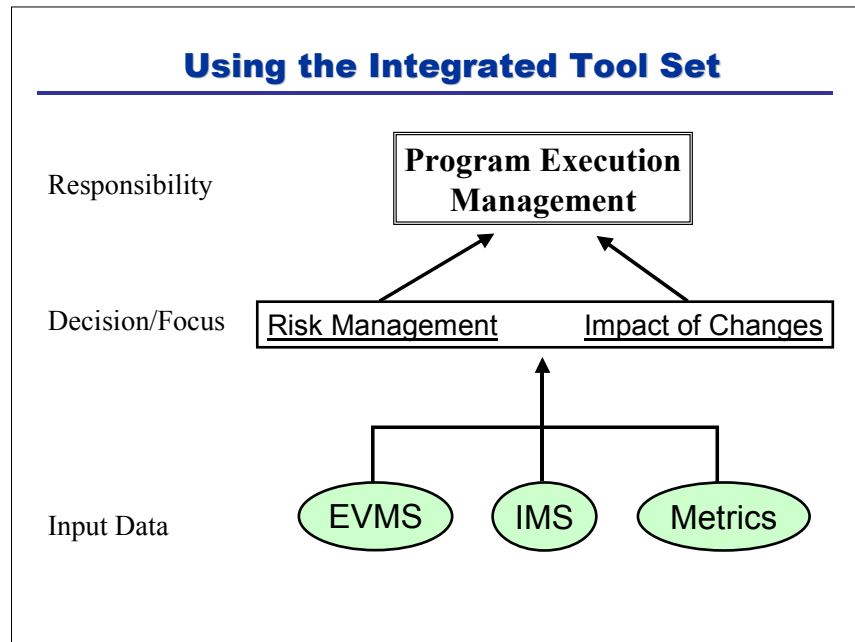 Using the Integrated Tool Set
Responsibility
Program Execution
Management
Decision/Focus
Risk Management Impact of Changes
Input Data
EVMS IMS Metrics